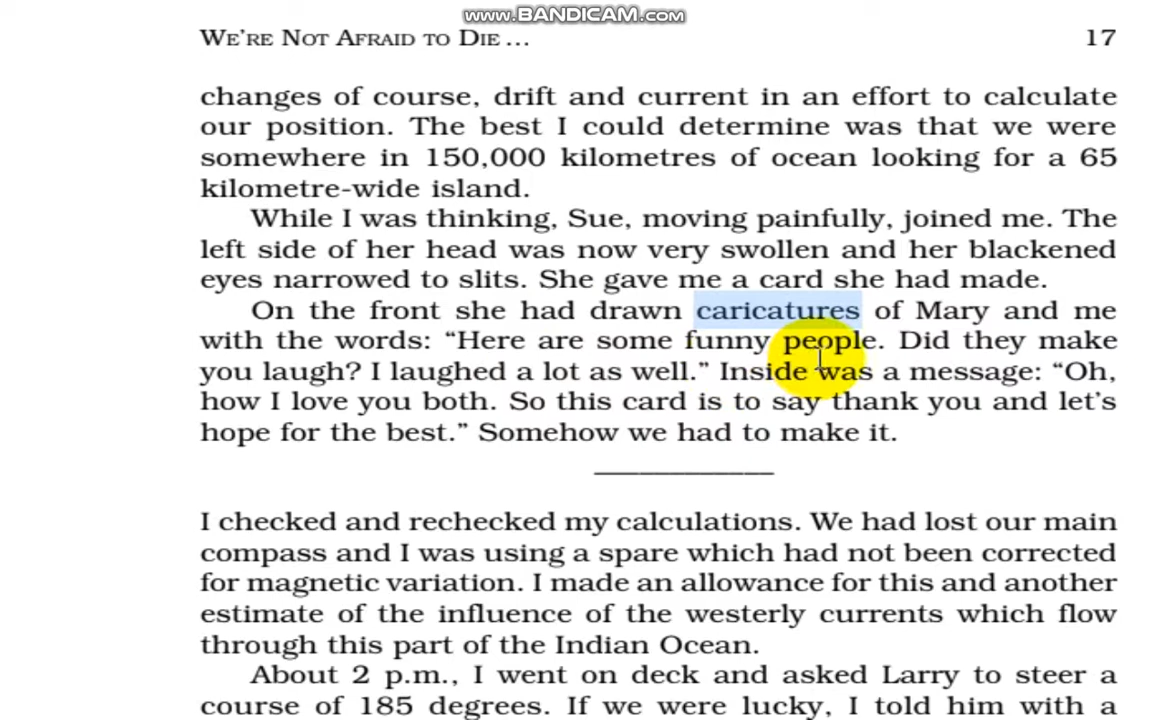 www.BANDICAM.com
WE'RE NOT AFRAID TO DIE ... 17
changes of course, drift and current in an effort to calculate
our position. The best I could determine was that we were
somewhere in 150,000 kilometres of ocean looking for a 65
kilometre-wide island.
While I was thinking, Sue, moving painfully, joined me. The
left side of her head was now very swollen and her blackened
eyes narrowed to slits. She gave me a card she had made.
On the front she had drawn caricatures of Mary and me
with the words: “Here are some funny people. Did they make
you laugh? I laughed a lot as well.” Inside was a message: “Oh,
how I love you both. So this card is to say thank you and let's
hope for the best.” Somehow we had to make it.
I checked and rechecked my calculations. We had lost our main
compass and I was using a spare which had not been corrected
for magnetic variation. I made an allowance for this and another
estimate of the influence of the westerly currents which flow
through this part of the Indian Ocean.
About 2 p.m., I went on deck and asked Larry to steer a
course of 185 degrees. If we were lucky, I told him with a